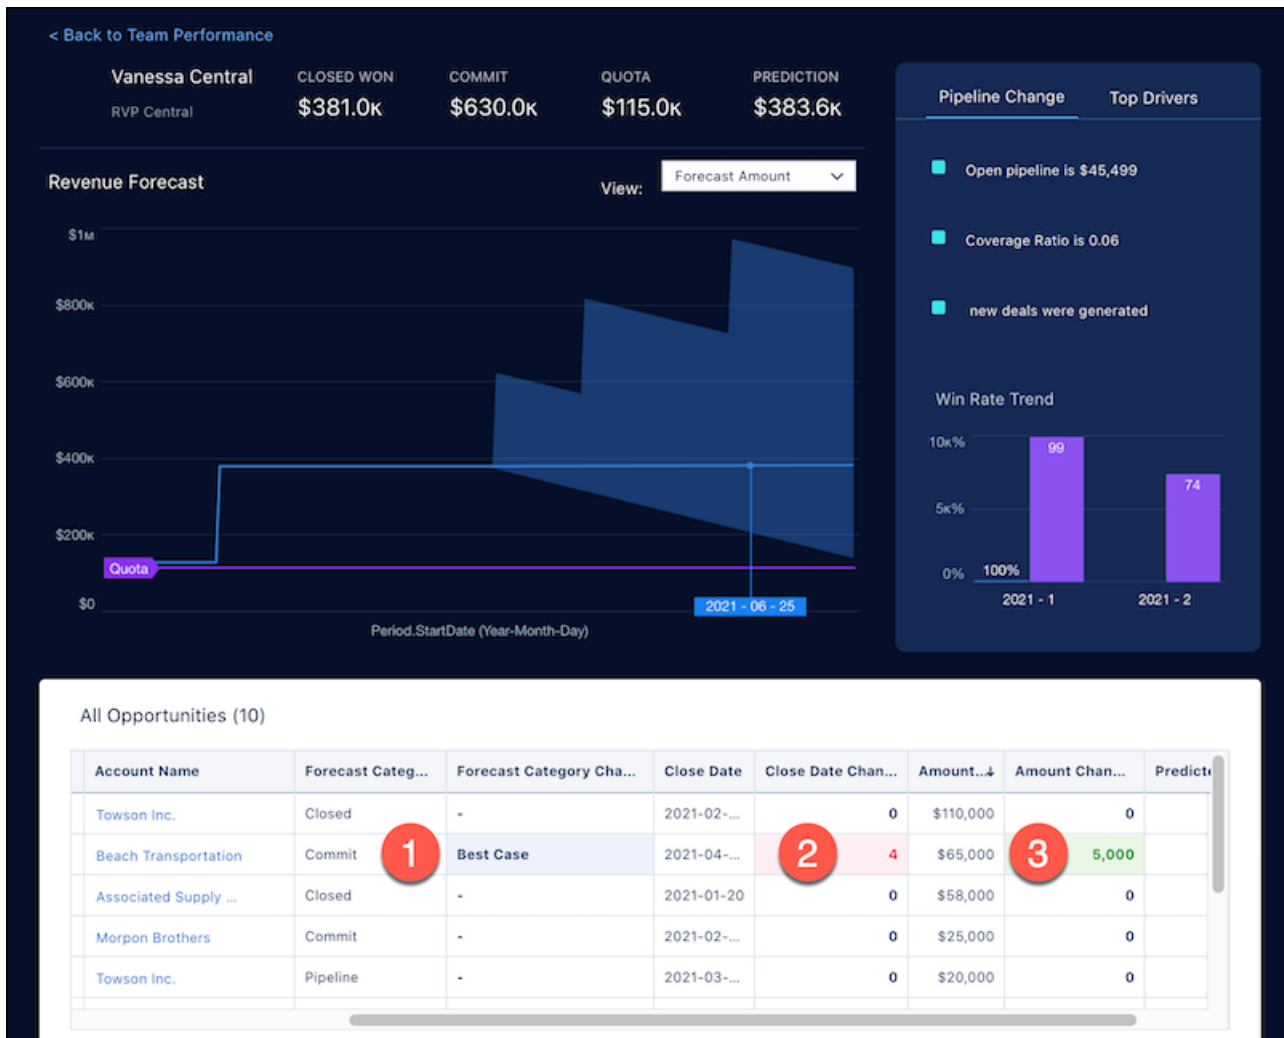 < Back to Team Performance
Vanessa Central
RVP Central
CLOSED WON
$381.0K
COMMIT
$630.0K
QUOTA
$115.0K
PREDICTION
$383.6K
Revenue Forecast
View:
Forecast Amount
$1M
$800K
$600K
$400K
$200K
Quota
$0
2021 - 06 - 25
Period.StartDate (Year-Month-Day)
Pipeline Change
Top Drivers
Open pipeline is $45,499
Coverage Ratio is 0.06
new deals were generated
Win Rate Trend
10K%
99
74
5K%
0%
100%
2021 - 1
2021 - 2
All Opportunities (10)
Account Name Forecast Categ... Forecast Category Cha... Close Date Close Date Chan... Amount...↓ Amount Chan... Predicte
Towson Inc. Closed - 2021-02-... 0 $110,000 0
Beach Transportation Commit 1 Best Case 2021-04-... 2 4 $65,000 3 5,000
Associated Supply ... Closed - 2021-01-20 0 $58,000 0
Morpon Brothers Commit - 2021-02-... 0 $25,000 0
Towson Inc. Pipeline - 2021-03-... 0 $20,000 0